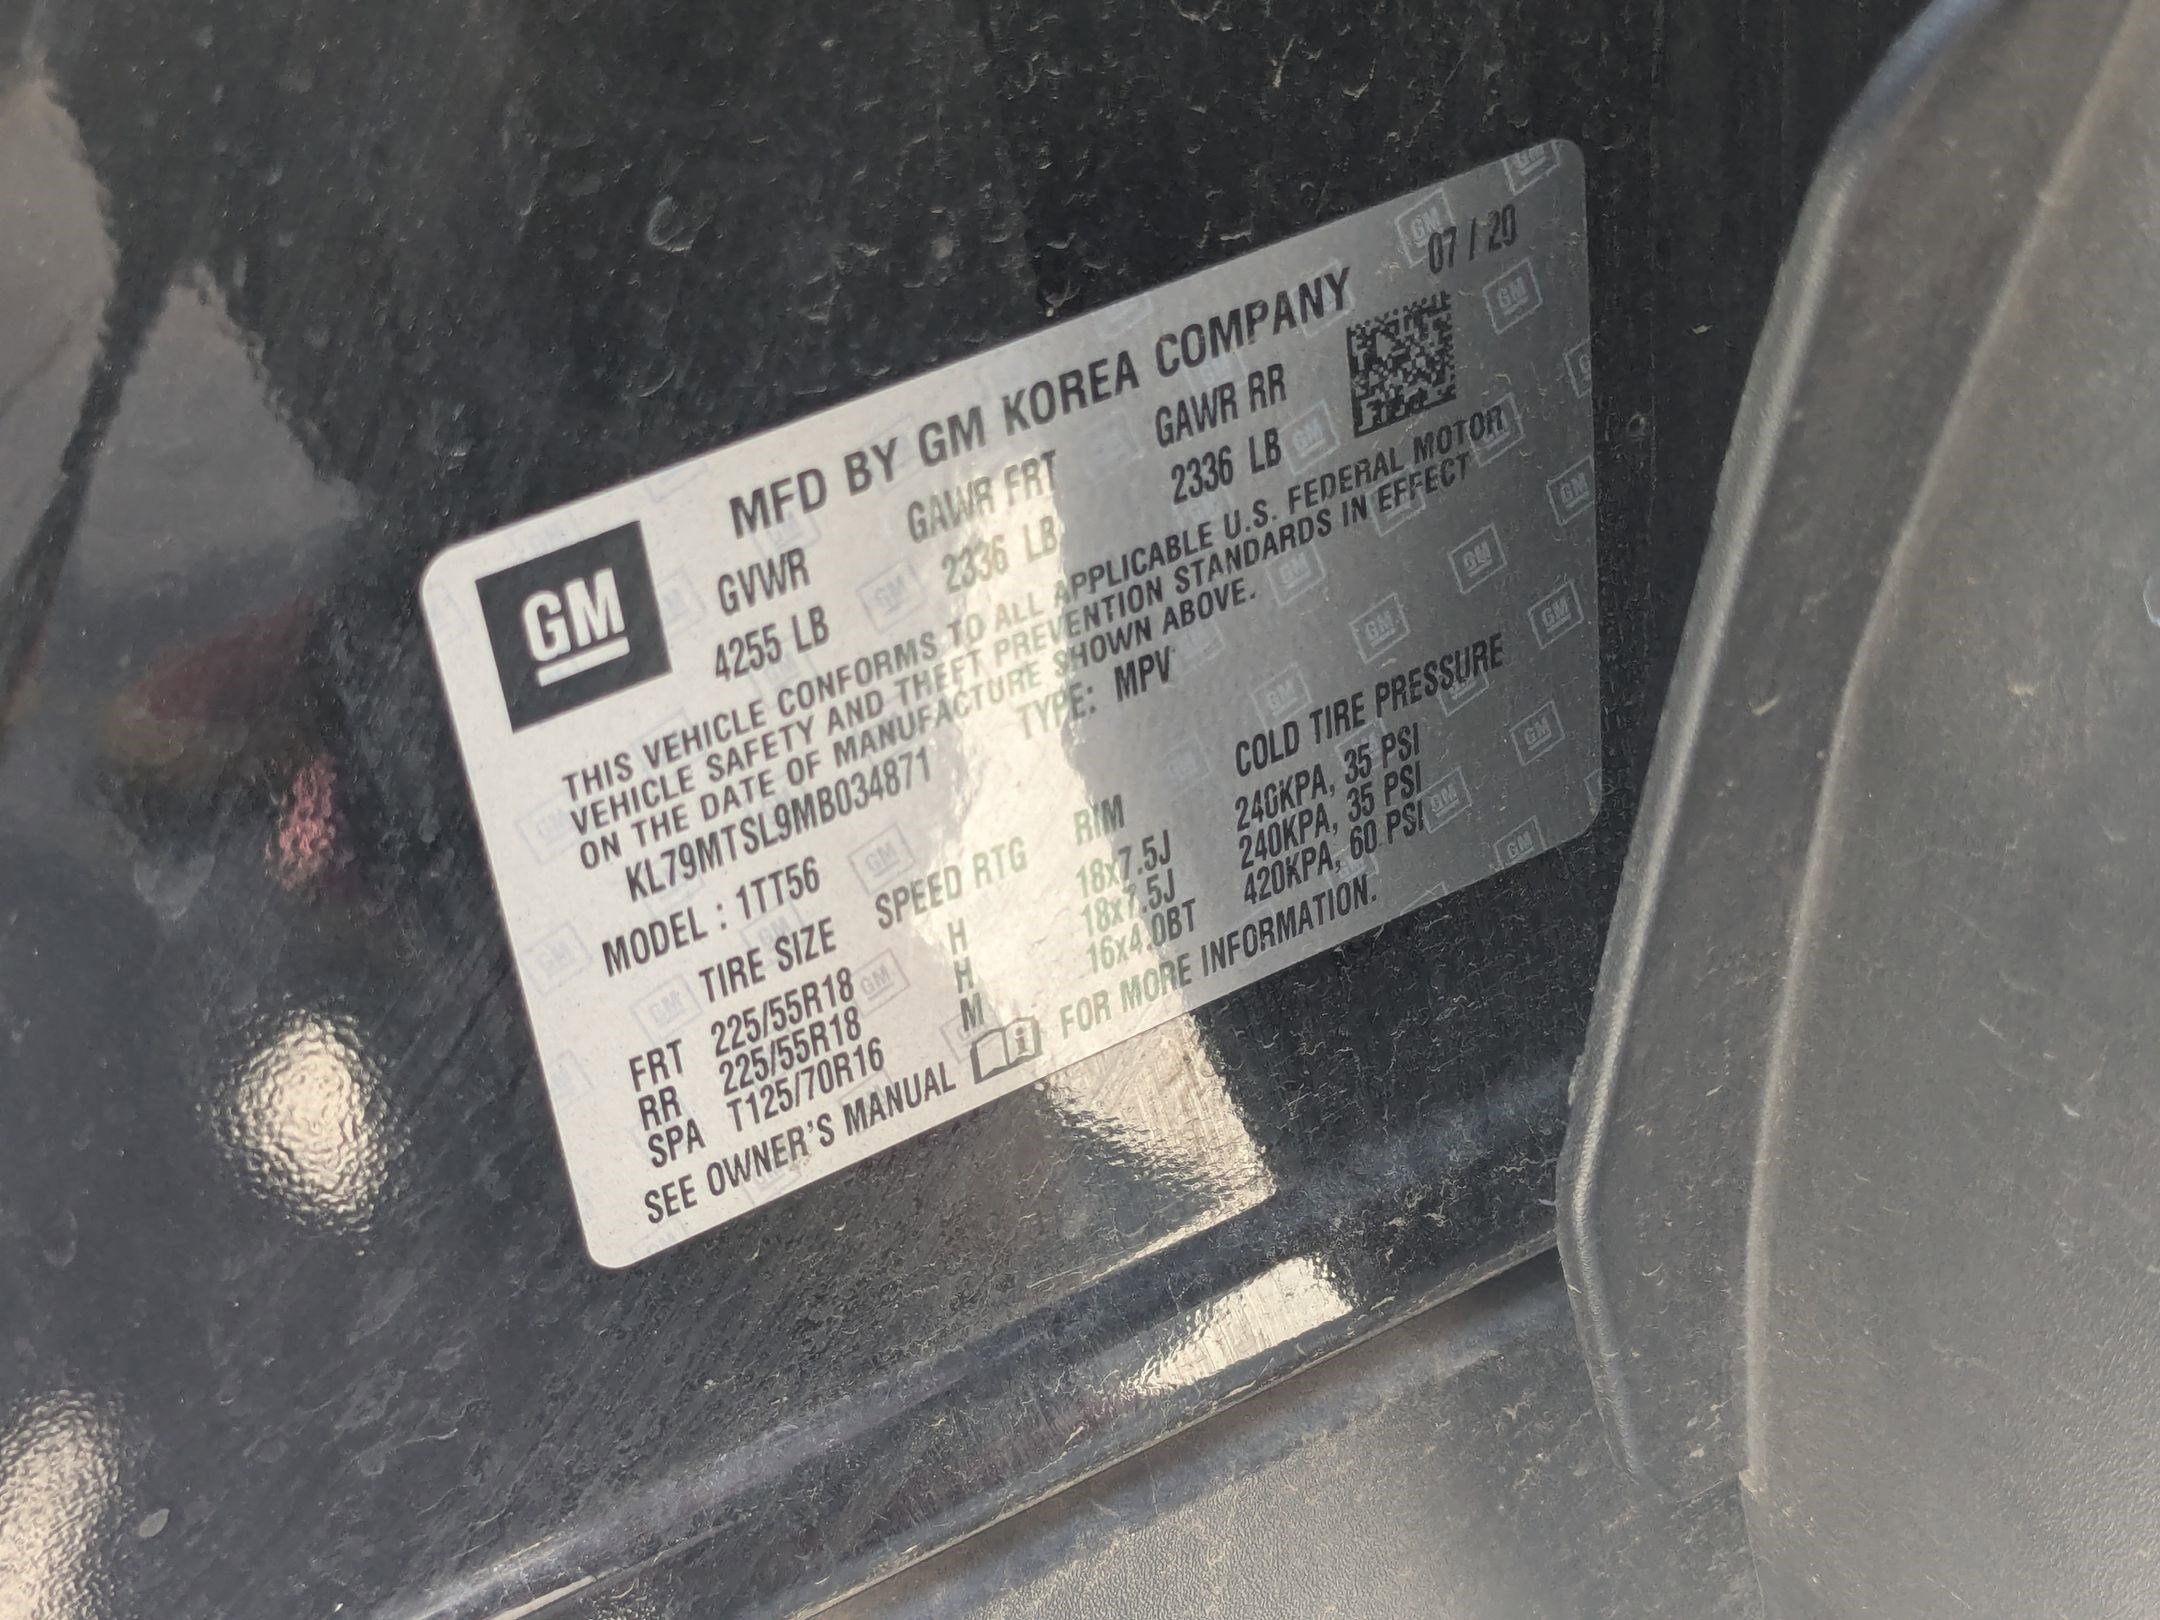 07 / 20
MFD BY GM KOREA COMPANY
GM
GVWR GAWR FRT GAWR RR
4255 LB 2336 LB 2336 LB
THIS VEHICLE CONFORMS TO ALL APPLICABLE U.S. FEDERAL MOTOR
VEHICLE SAFETY AND THEFT PREVENTION STANDARDS IN EFFECT
ON THE DATE OF MANUFACTURE SHOWN ABOVE.
KL79MTSL9MB034871 TYPE: MPV
MODEL : 1TT56
TIRE SIZE SPEED RTG RIM COLD TIRE PRESSURE
FRT 225/55R18 H 18x7.5J 240KPA, 35 PSI
RR 225/55R18 H 18x7.5J 240KPA, 35 PSI
SPA T125/70R16 M 16x4.0BT 420KPA, 60 PSI
SEE OWNER'S MANUAL FOR MORE INFORMATION.